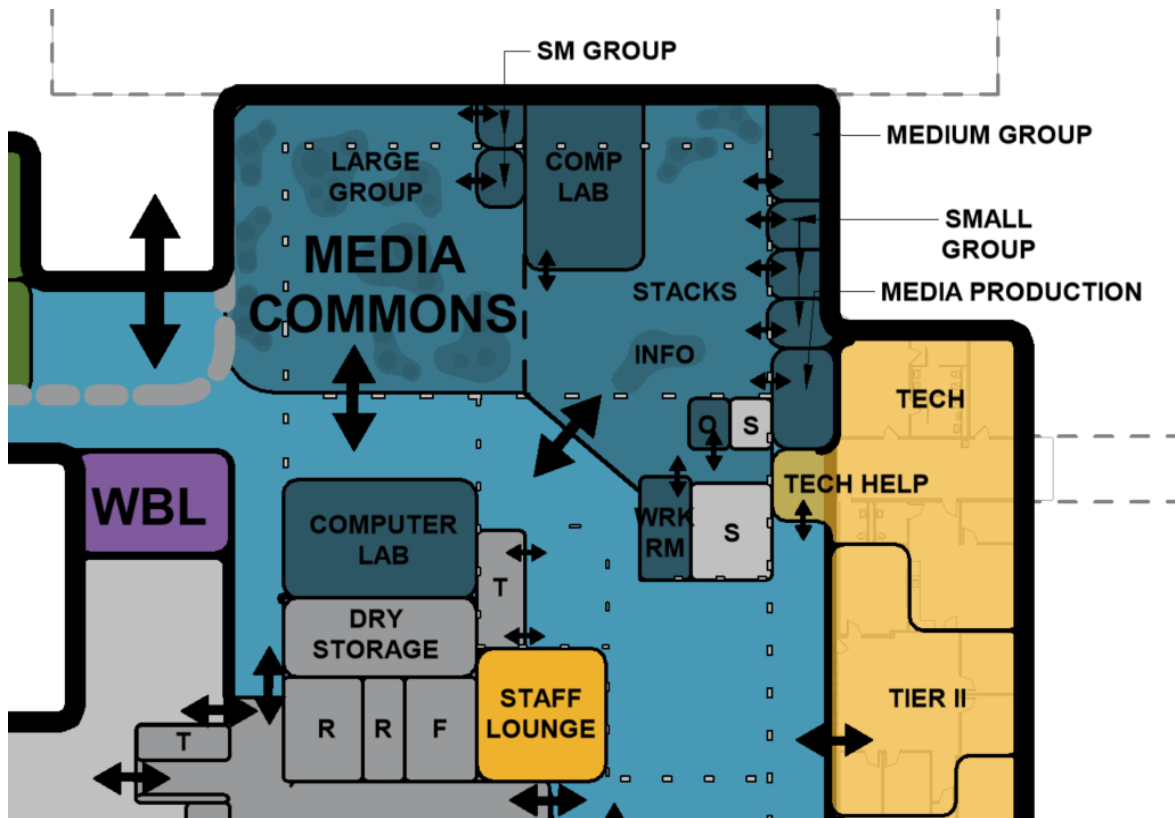 SM GROUP
MEDIUM GROUP
LARGE
GROUP
COMP
LAB
SMALL
GROUP
MEDIA
COMMONS
STACKS
MEDIA PRODUCTION
INFO
TECH
O
S
TECH HELP
WBL
COMPUTER
LAB
WRK
RM
S
T
DRY
STORAGE
STAFF
LOUNGE
TIER II
R
R
F
T